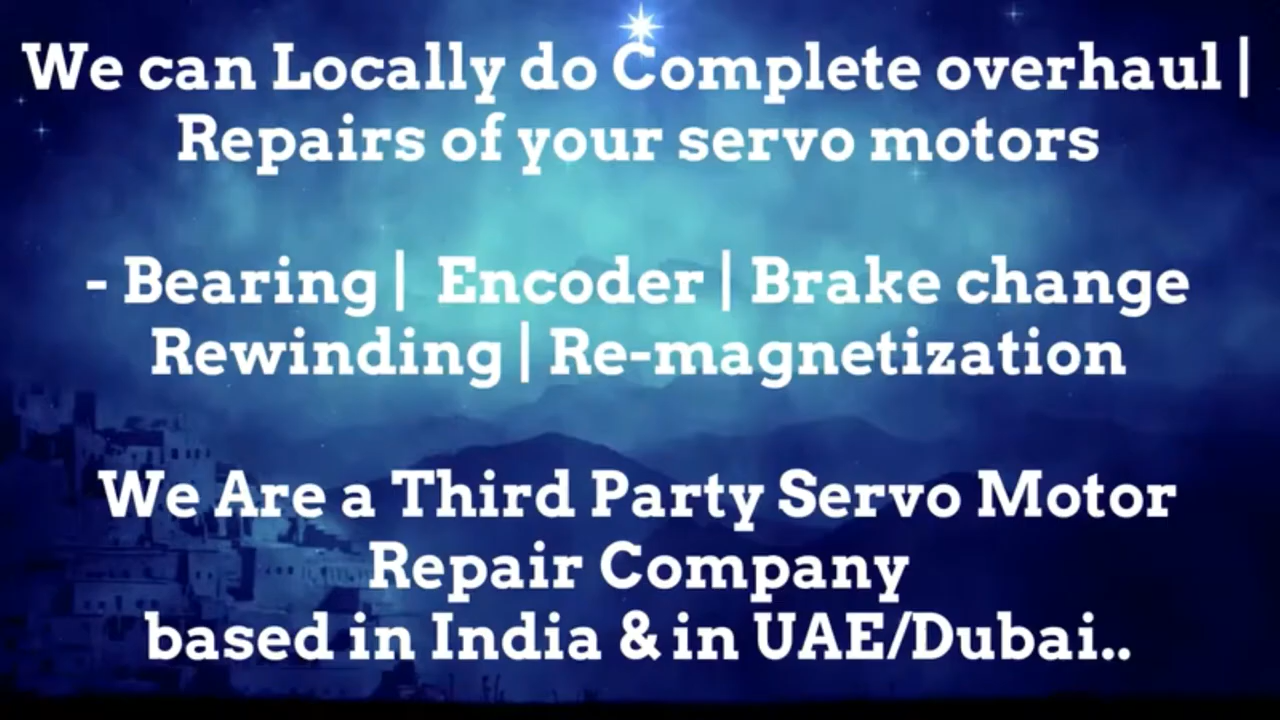 We can Locally do Complete overhaul |
Repairs of your servo motors
- Bearing | Encoder | Brake change
Rewinding | Re-magnetization
We Are a Third Party Servo Motor
Repair Company
based in India & in UAE/Dubai..